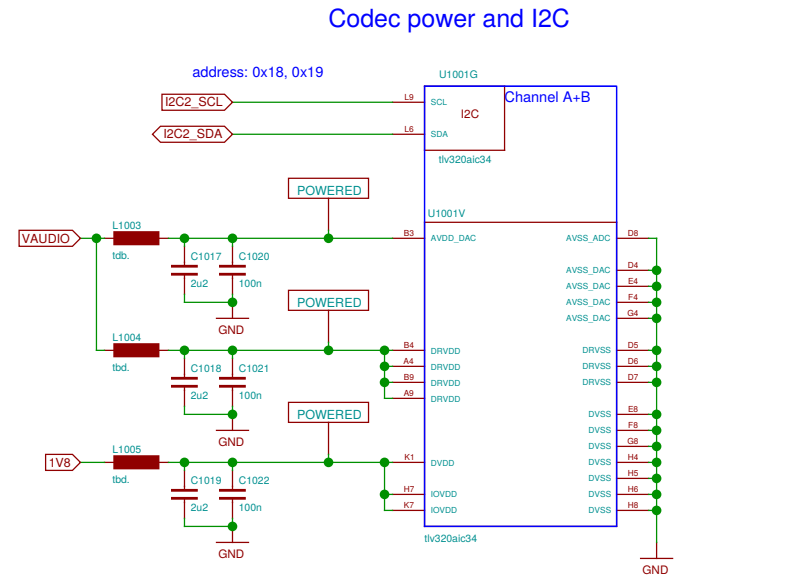 Codec power and I2C
address: 0x18, 0x19
U1001G
Channel A+B
I2C2_SCL
L9
SCL
I2C
I2C2_SDA
L6
SDA
tlv320aic34
POWERED
U1001V
L1003
VAUDIO
B3
AVDD_DAC
AVSS_ADC
D8
tdb.
C1017
C1020
2u2
100n
AVSS_DAC
D4
AVSS_DAC
E4
AVSS_DAC
F4
AVSS_DAC
G4
GND
POWERED
L1004
B4
DRVDD
DRVSS
D5
tbd.
C1018
C1021
A4
DRVDD
DRVSS
D6
B9
DRVDD
DRVSS
D7
2u2
100n
A9
DRVDD
POWERED
DVSS
E8
DVSS
F8
GND
DVSS
G8
L1005
1V8
K1
DVDD
DVSS
H4
tbd.
C1019
C1022
DVSS
H5
H7
IOVDD
DVSS
H6
2u2
100n
K7
IOVDD
DVSS
H8
tlv320aic34
GND
GND